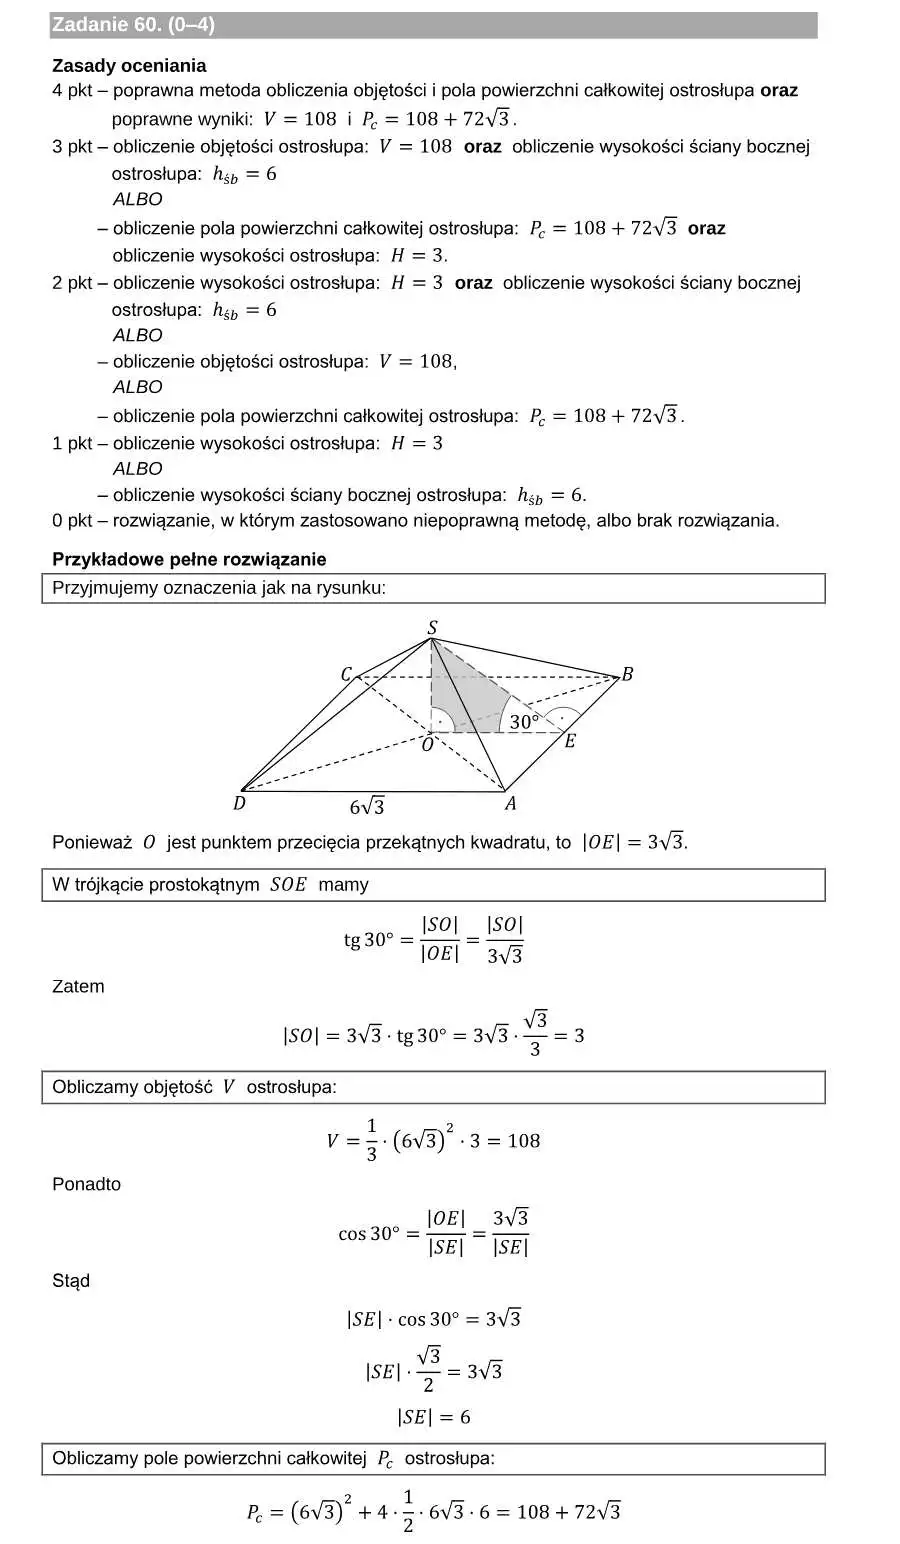 Zadanie 60. (0–4)
Zasady oceniania
4 pkt – poprawna metoda obliczenia objętości i pola powierzchni całkowitej ostrosłupa oraz
poprawne wyniki: V = 108 i P_c = 108 + 72√3.
3 pkt – obliczenie objętości ostrosłupa: V = 108 oraz obliczenie wysokości ściany bocznej
ostrosłupa: h_śb = 6
ALBO
– obliczenie pola powierzchni całkowitej ostrosłupa: P_c = 108 + 72√3 oraz
obliczenie wysokości ostrosłupa: H = 3.
2 pkt – obliczenie wysokości ostrosłupa: H = 3 oraz obliczenie wysokości ściany bocznej
ostrosłupa: h_śb = 6
ALBO
– obliczenie objętości ostrosłupa: V = 108,
ALBO
– obliczenie pola powierzchni całkowitej ostrosłupa: P_c = 108 + 72√3.
1 pkt – obliczenie wysokości ostrosłupa: H = 3
ALBO
– obliczenie wysokości ściany bocznej ostrosłupa: h_śb = 6.
0 pkt – rozwiązanie, w którym zastosowano niepoprawną metodę, albo brak rozwiązania.
Przykładowe pełne rozwiązanie
Przyjmujemy oznaczenia jak na rysunku:
S
C
B
30°
O
E
D
6√3
A
Ponieważ O jest punktem przecięcia przekątnych kwadratu, to |OE| = 3√3.
W trójkącie prostokątnym SOE mamy
tg 30° = |SO|/|OE| = |SO|/3√3
Zatem
|SO| = 3√3 · tg 30° = 3√3 · √3/3 = 3
Obliczamy objętość V ostrosłupa:
V = 1/3 · (6√3)² · 3 = 108
Ponadto
cos 30° = |OE|/|SE| = 3√3/|SE|
Stąd
|SE| · cos 30° = 3√3
|SE| · √3/2 = 3√3
|SE| = 6
Obliczamy pole powierzchni całkowitej P_c ostrosłupa:
P_c = (6√3)² + 4 · 1/2 · 6√3 · 6 = 108 + 72√3